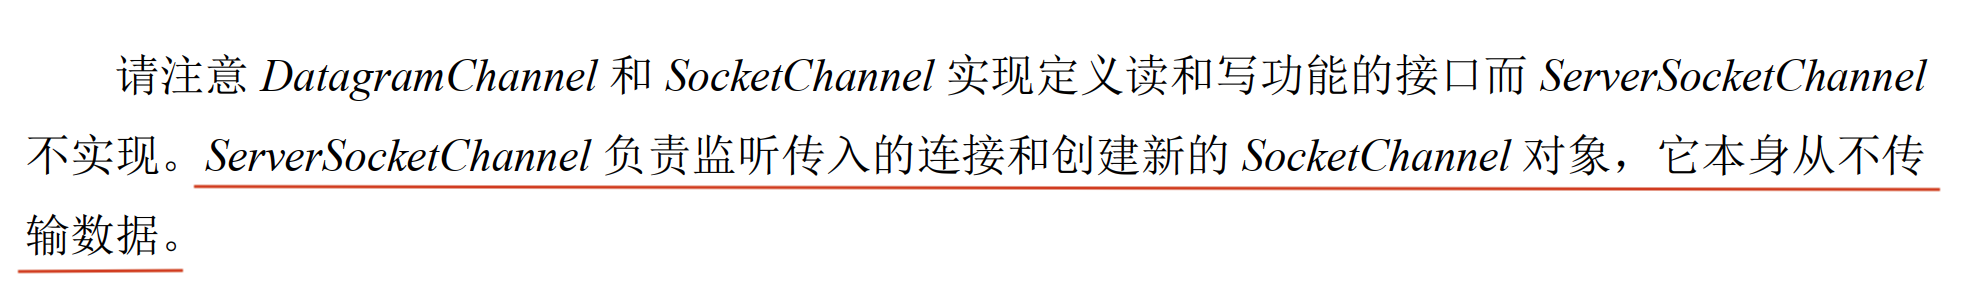 请注意 DatagramChannel 和 SocketChannel 实现定义读和写功能的接口而 ServerSocketChannel
不实现。ServerSocketChannel 负责监听传入的连接和创建新的 SocketChannel 对象，它本身从不传
输数据。